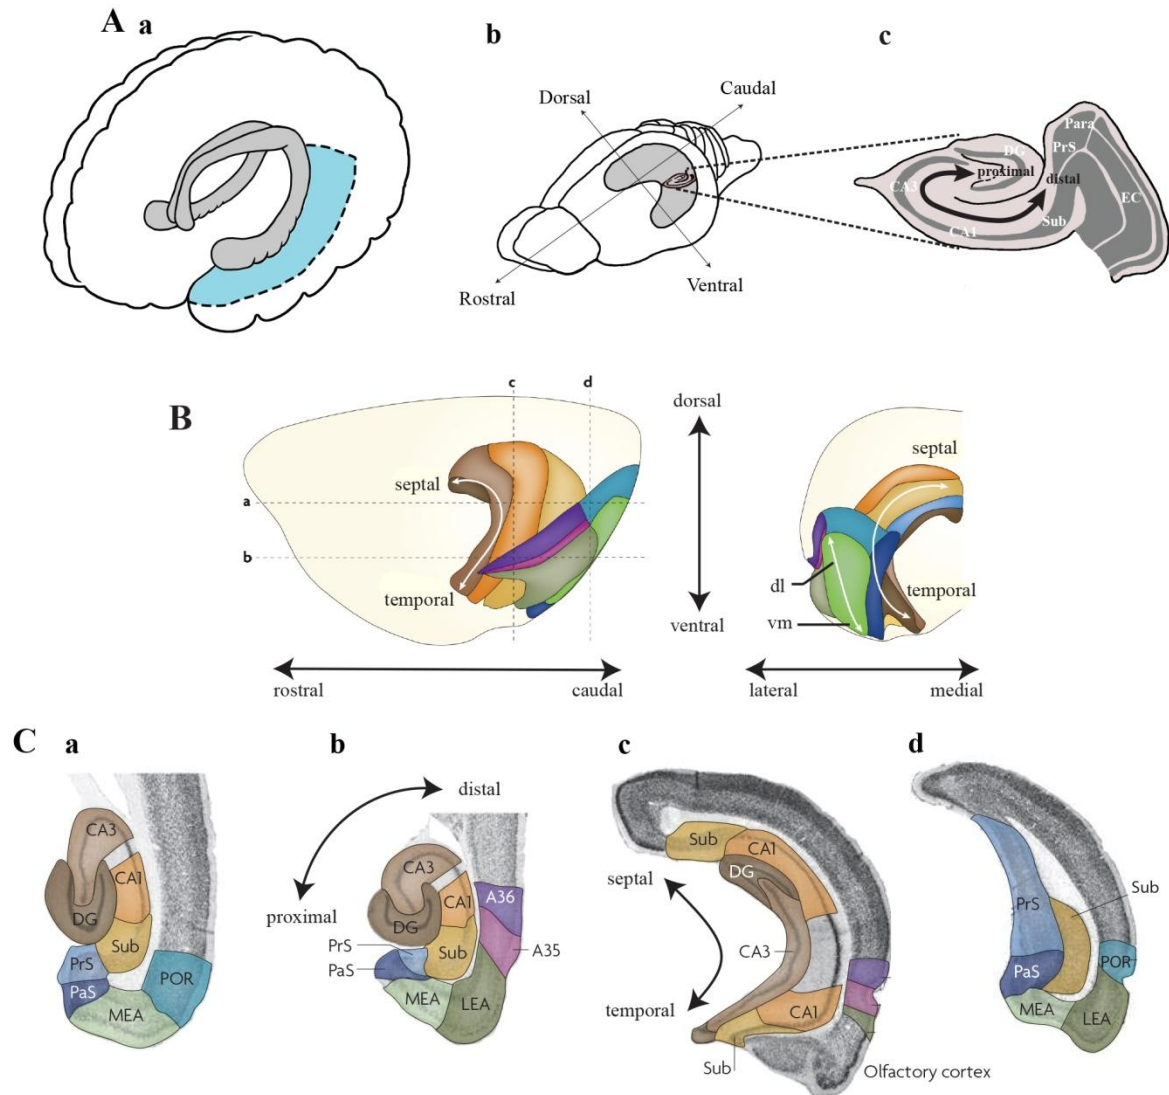 A
a
b
c
Dorsal
Caudal
Rostral
Ventral
Para
PrS
DG
proximal
distal
CA3
EC
Sub
CA1
B
c
d
a
b
septal
temporal
rostral
caudal
dorsal
ventral
septal
dl
temporal
vm
lateral
medial
C
a
CA3
CA1
DG
Sub
PrS
PaS
POR
MEA
b
distal
proximal
CA3
CA1
A36
DG
PrS
Sub
A35
PaS
MEA
LEA
c
Sub
CA1
DG
septal
CA3
temporal
CA1
Sub
Olfactory cortex
d
Sub
PrS
PaS
POR
MEA
LEA